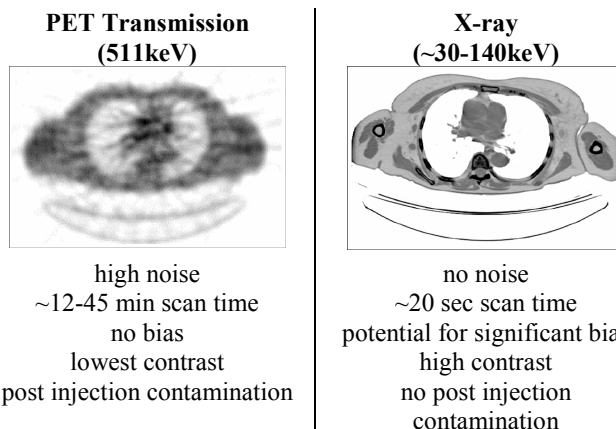 PET Transmission
(511keV)
high noise
~12-45 min scan time
no bias
lowest contrast
post injection contamination
X-ray
(~30-140keV)
no noise
~20 sec scan time
potential for significant bia
high contrast
no post injection
contamination